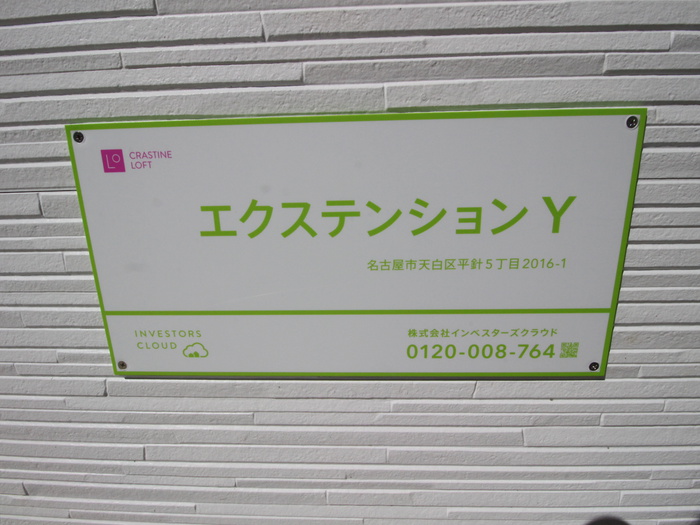 CRASTINE
LOFT
エクステンション Y
名古屋市天白区平針5丁目2016-1
INVESTORS
CLOUD
株式会社インベスターズクラウド
0120-008-764